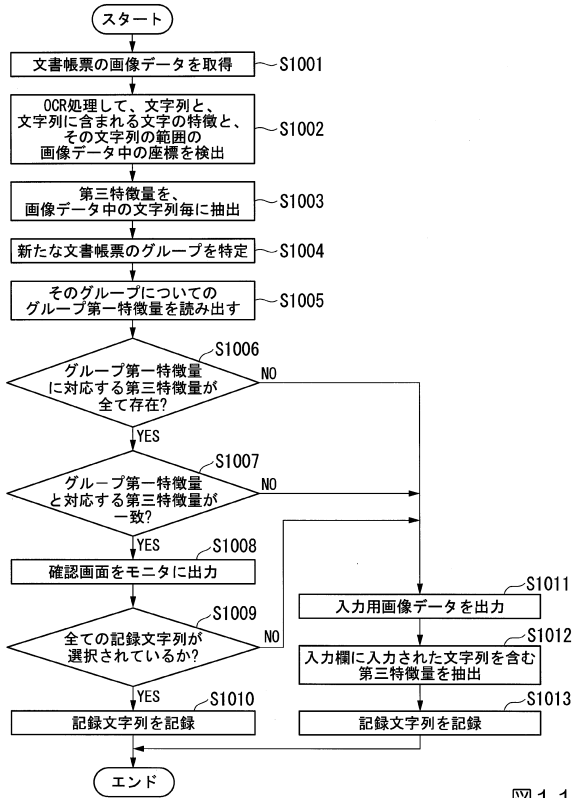 スタート
文書帳票の画像データを取得
S1001
OCR処理して、文字列と、
文字列に含まれる文字の特徴と、
その文字列の範囲の
画像データ中の座標を検出
S1002
第三特徴量を、
画像データ中の文字列毎に抽出
S1003
新たな文書帳票のグループを特定
S1004
そのグループについての
グループ第一特徴量を読み出す
S1005
S1006
グループ第一特徴量
に対応する第三特徴量が
全て存在?
NO
YES
S1007
グループ第一特徴量
と対応する第三特徴量が
一致?
NO
YES
S1008
確認画面をモニタに出力
S1009
全ての記録文字列が
選択されているか?
NO
YES
S1010
記録文字列を記録
S1011
入力用画像データを出力
S1012
入力欄に入力された文字列を含む
第三特徴量を抽出
S1013
記録文字列を記録
エンド
図11